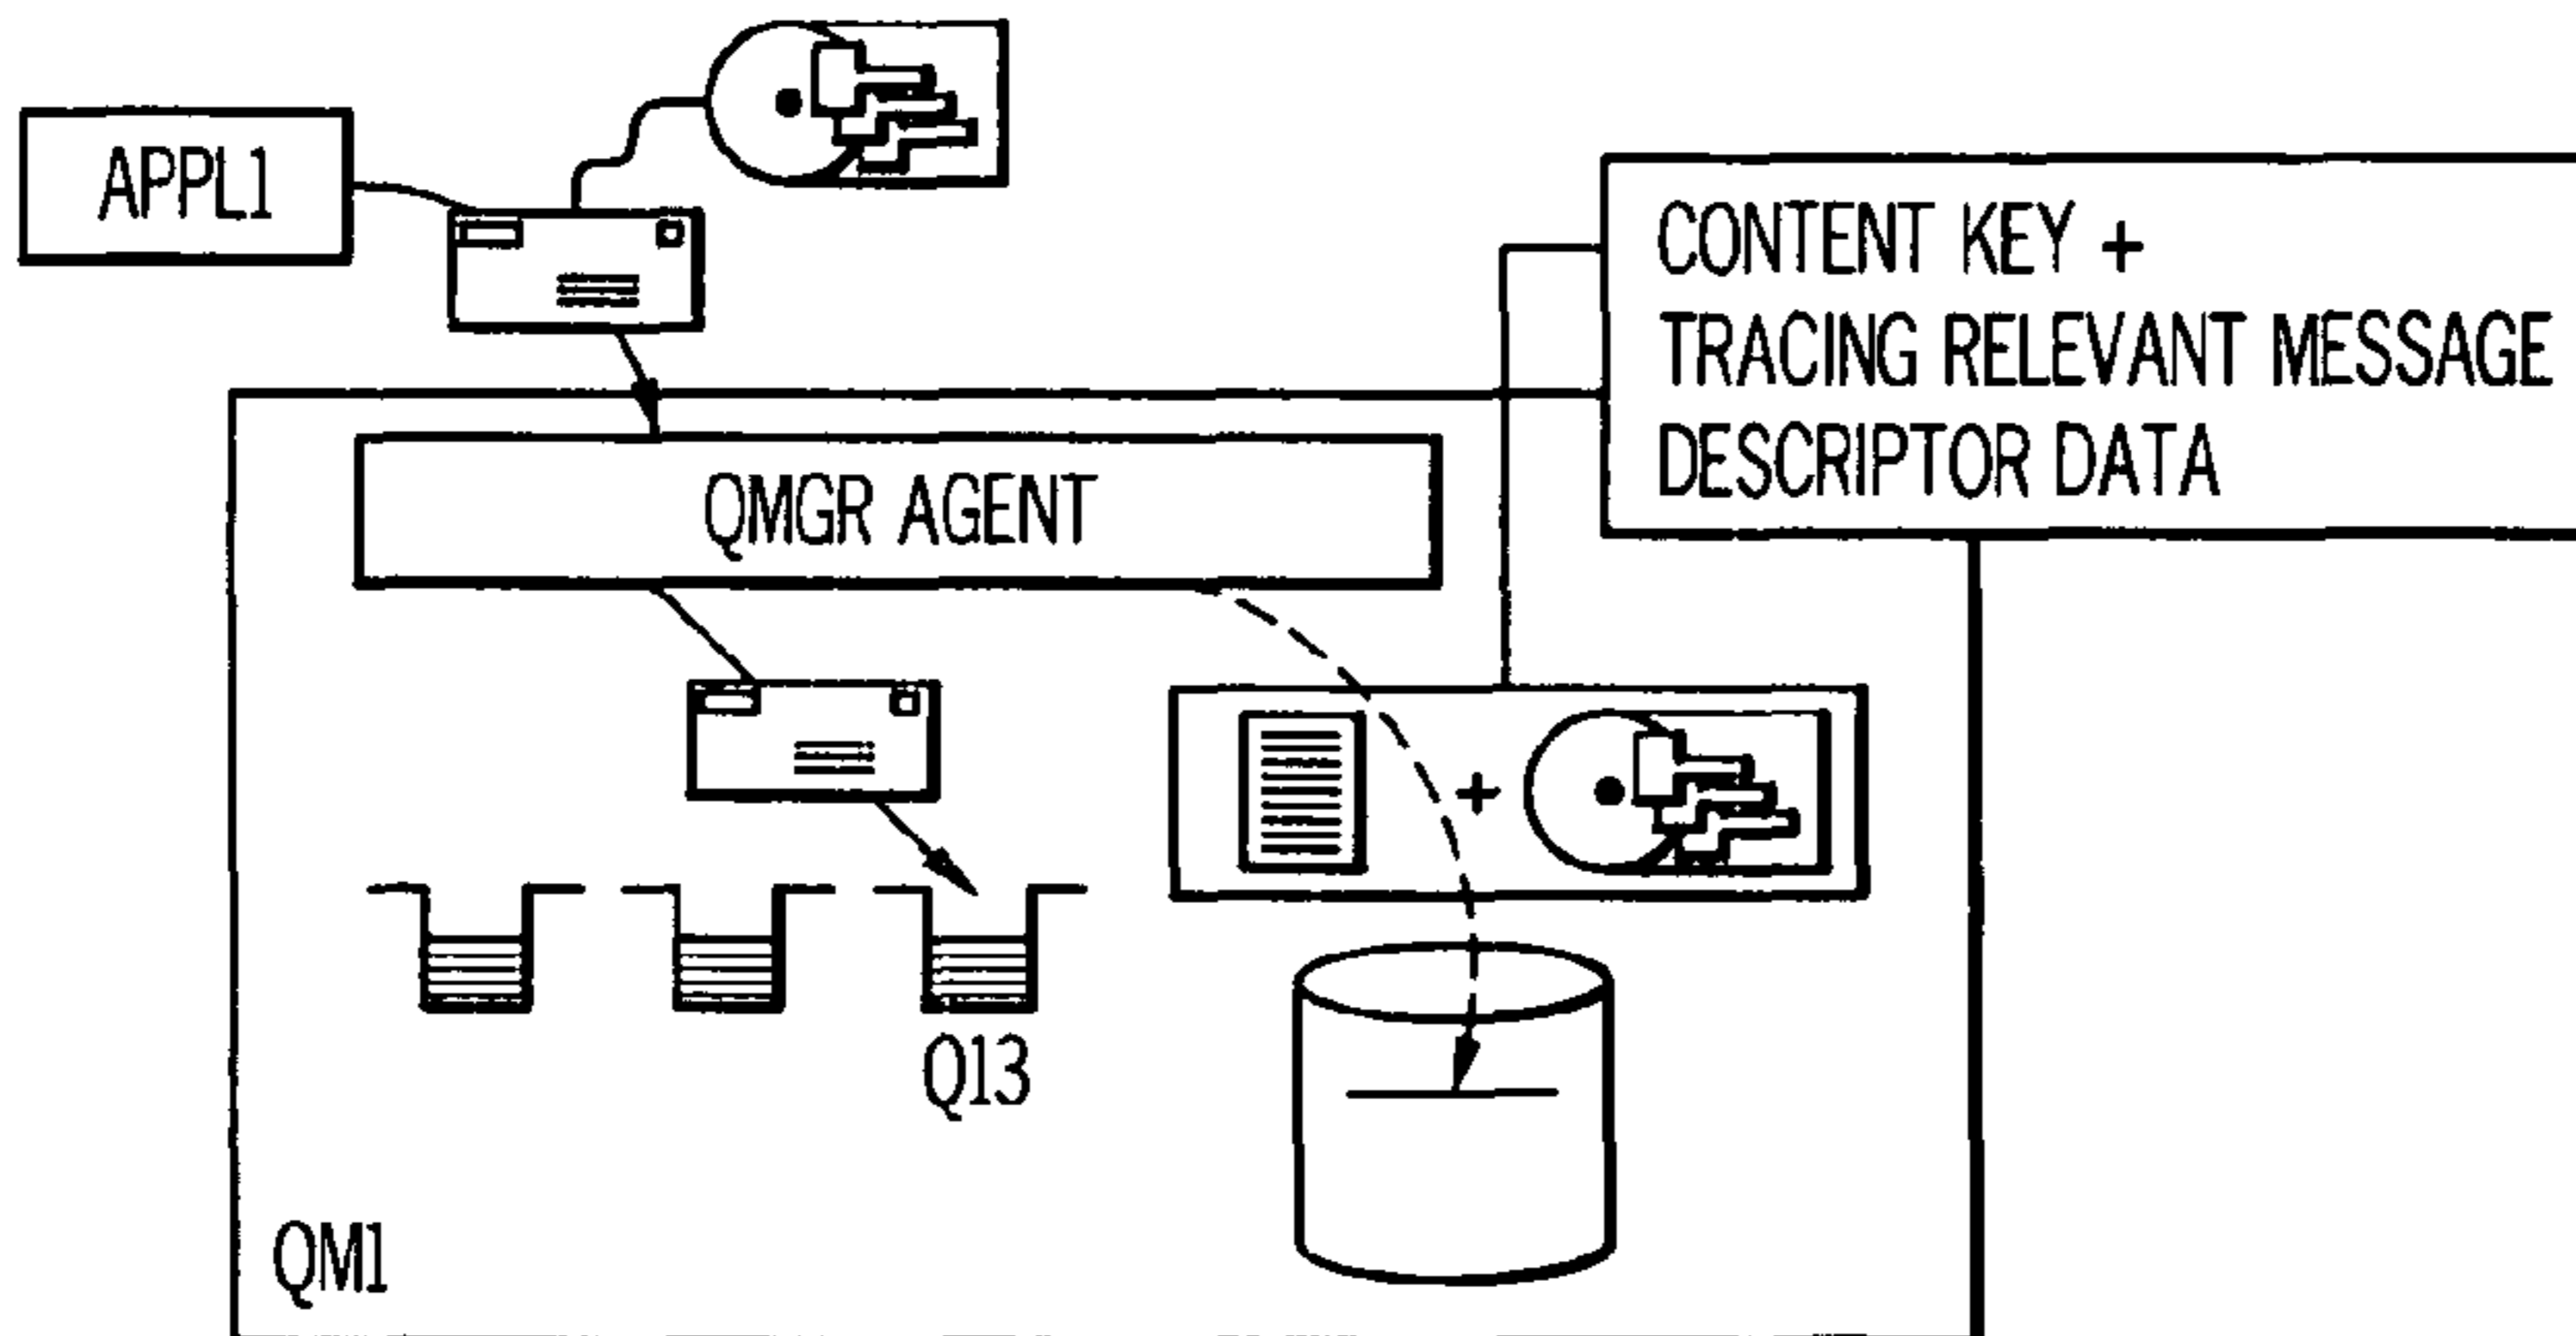 APPL1
CONTENT KEY +
TRACING RELEVANT MESSAGE
DESCRIPTOR DATA
QMGR AGENT
+
Q13
QM1